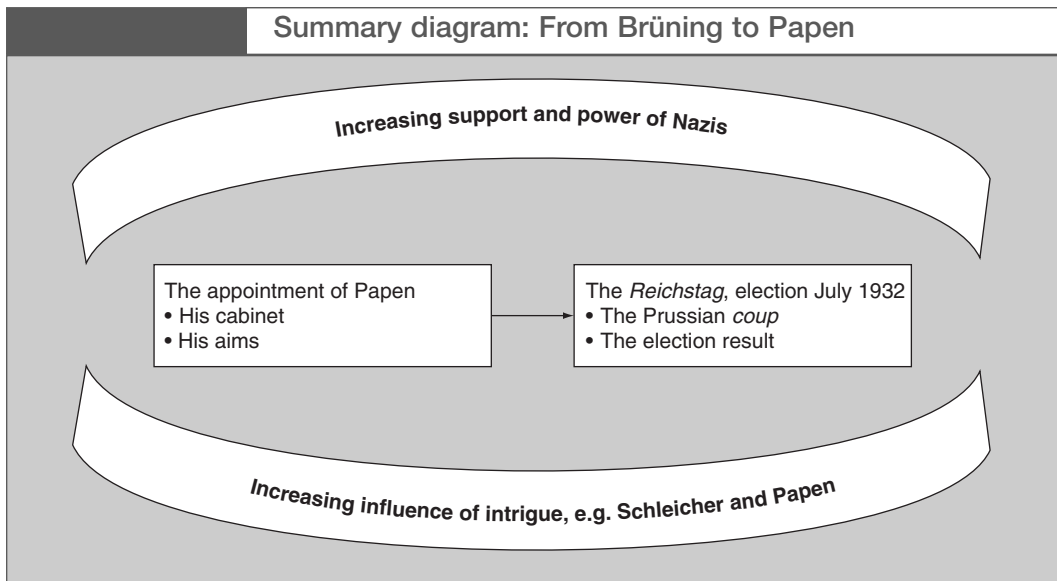 Summary diagram: From Brüning to Papen
Increasing support and power of Nazis
The appointment of Papen
• His cabinet
• His aims
The Reichstag, election July 1932
• The Prussian coup
• The election result
Increasing influence of intrigue, e.g. Schleicher and Papen